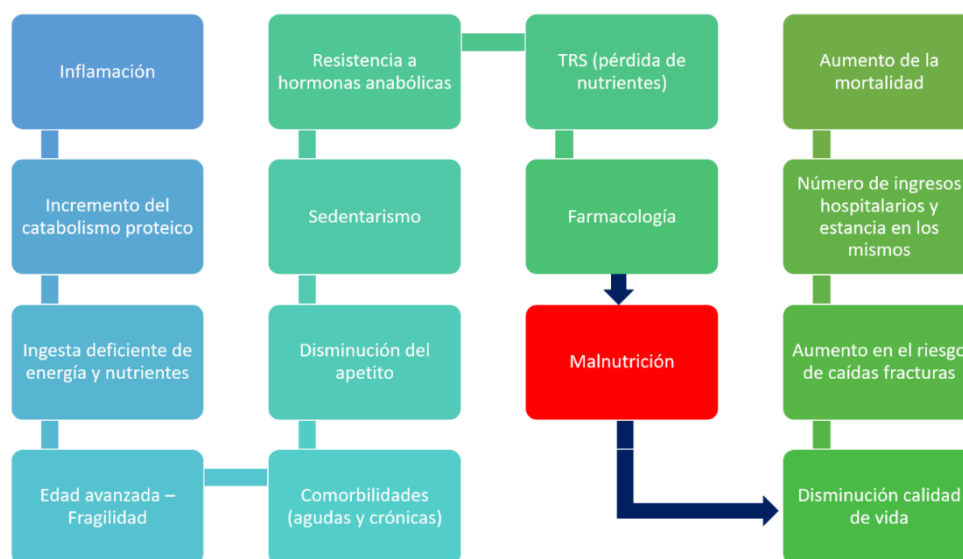 Inflamación
Incremento del
catabolismo proteico
Ingesta deficiente de
energía y nutrientes
Edad avanzada –
Fragilidad
Comorbilidades
(agudas y crónicas)
Disminución del
apetito
Sedentarismo
Resistencia a
hormonas anabólicas
TRS (pérdida de
nutrientes)
Farmacología
Malnutrición
Disminución calidad
de vida
Aumento en el riesgo
de caídas fracturas
Número de ingresos
hospitalarios y
estancia en los
mismos
Aumento de la
mortalidad